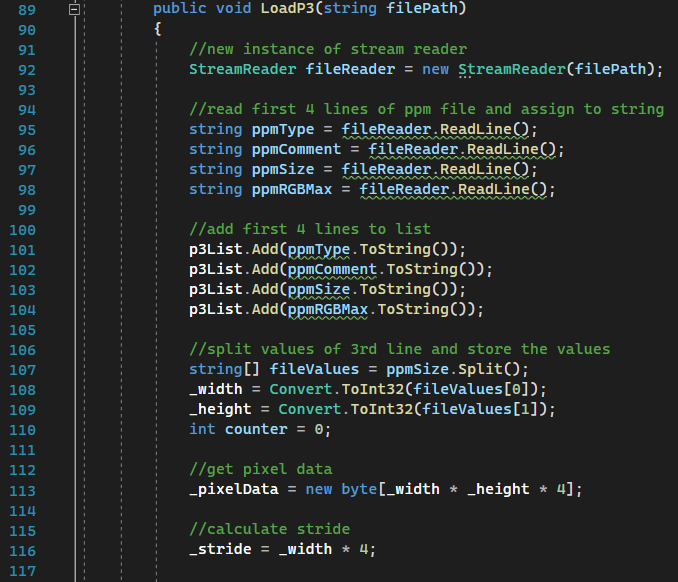 89 public void LoadP3(string filePath)
90 {
91 //new instance of stream reader
92 StreamReader fileReader = new StreamReader(filePath);
93
94 //read first 4 lines of ppm file and assign to string
95 string ppmType = fileReader.ReadLine();
96 string ppmComment = fileReader.ReadLine();
97 string ppmSize = fileReader.ReadLine();
98 string ppmRGBMax = fileReader.ReadLine();
99
100 //add first 4 lines to list
101 p3List.Add(ppmType.ToString());
102 p3List.Add(ppmComment.ToString());
103 p3List.Add(ppmSize.ToString());
104 p3List.Add(ppmRGBMax.ToString());
105
106 //split values of 3rd line and store the values
107 string[] fileValues = ppmSize.Split();
108 _width = Convert.ToInt32(fileValues[0]);
109 _height = Convert.ToInt32(fileValues[1]);
110 int counter = 0;
111
112 //get pixel data
113 _pixelData = new byte[_width * _height * 4];
114
115 //calculate stride
116 _stride = _width * 4;
117